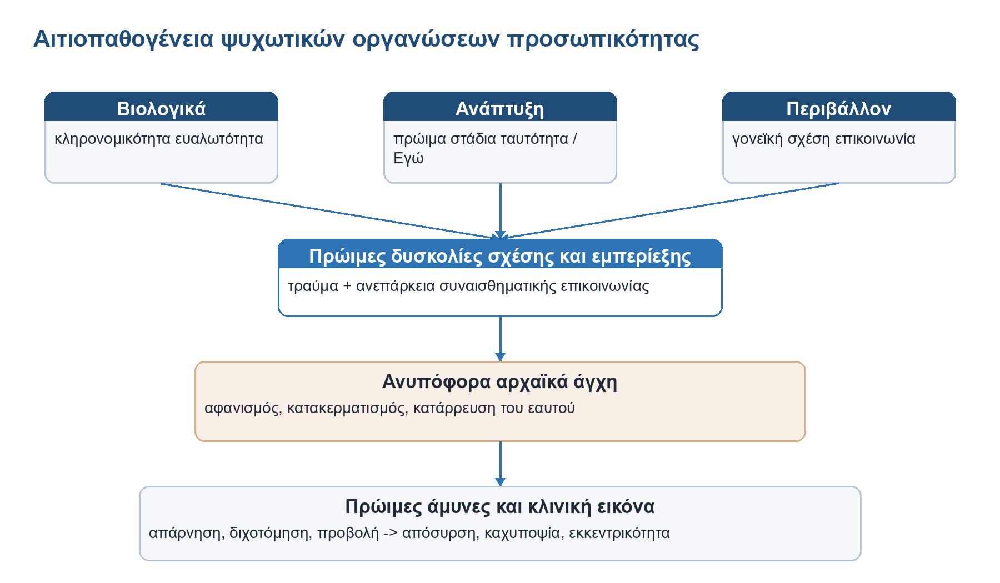 Αιτιοπαθογένεια ψυχωτικών οργανώσεων προσωπικότητας
Βιολογικά
κληρονομικότητα ευαλωτότητα
Ανάπτυξη
πρώιμα στάδια ταυτότητα /
Εγώ
Περιβάλλον
γονεϊκή σχέση επικοινωνία
Πρώιμες δυσκολίες σχέσης και εμπερίεξης
τραύμα + ανεπάρκεια συναισθηματικής επικοινωνίας
Ανυπόφορα αρχαϊκά άγχη
αφανισμός, κατακερματισμός, κατάρρευση του εαυτού
Πρώιμες άμυνες και κλινική εικόνα
απάρνηση, διχοτόμηση, προβολή -> απόσυρση, καχυποψία, εκκεντρικότητα